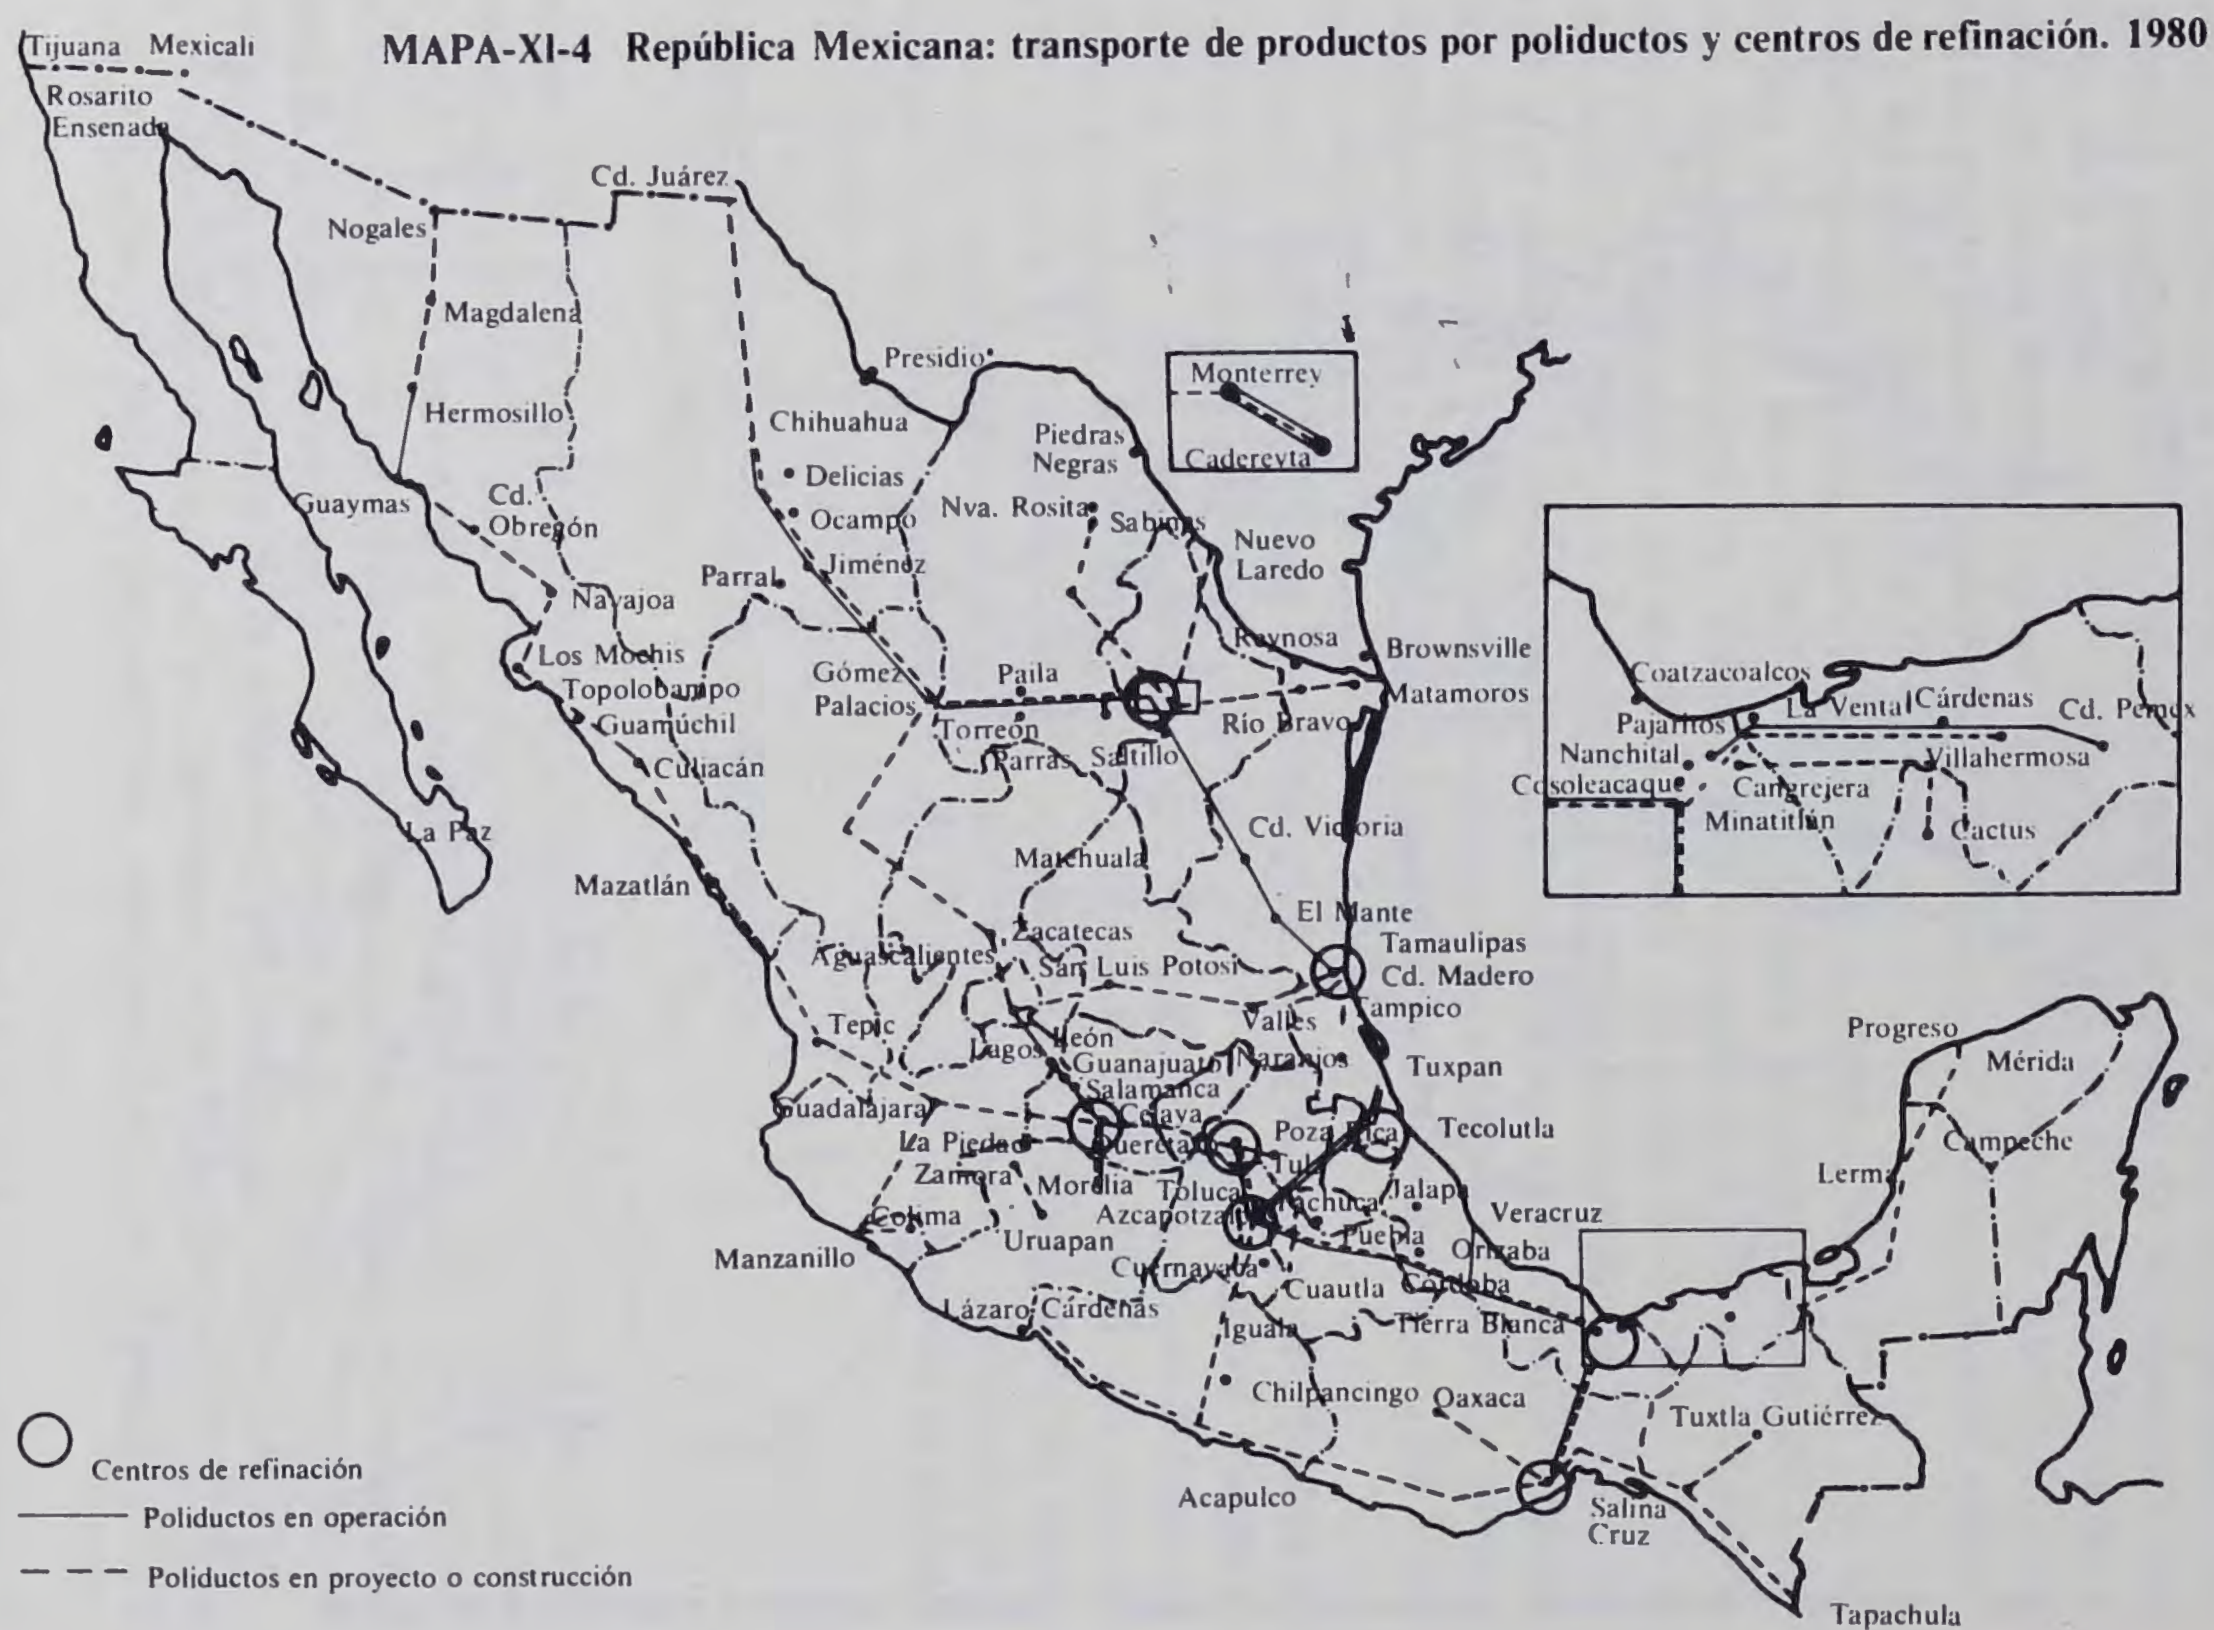 MAPA-XI-4 República Mexicana: transporte de productos por poliductos y centros de refinación. 1980
Tijuana Mexicali
Rosarito
Ensenada
Cd. Juárez
Nogales
Magdalena
Hermosillo
Presidio
Chihuahua
Delicias
Ocampo
Jiménez
Parral
Guaymas
Cd.
Obregón
Navajoa
Los Mochis
Topolobampo
Guamúchil
Culiacán
La Paz
Mazatlán
Piedras
Negras
Nva. Rosita
Sabinas
Nuevo
Laredo
Monterrey
Cadereyta
Reynosa
Brownsville
Matamoros
Río Bravo
Gómez
Palacios
Paila
Torreón
Parras
Saltillo
Cd. Victoria
Matehuala
El Mante
Zacatecas
Aguascalientes
San Luis Potosí
Tamaulipas
Cd. Madero
Tampico
Valles
Tepic
Lagos
León
Guanajuato
Naranjos
Tuxpan
Salamanca
Guadalajara
Celaya
La Piedad
Querétaro
Poza Rica
Tecolutla
Tula
Zamora
Morelia
Toluca
Pachuca
Jalapa
Azcapotzalco
Colima
Uruapan
Puebla
Veracruz
Orizaba
Manzanillo
Cuernavaca
Cuautla
Córdoba
Lázaro Cárdenas
Iguala
Tierra Blanca
Chilpancingo
Oaxaca
Tuxtla Gutiérrez
Acapulco
Salina
Cruz
Tapachula
Progreso
Mérida
Campeche
Lerma
Coatzacoalcos
Pajaritos
La Venta
Cárdenas
Cd. Pemex
Nanchital
Villahermosa
Cosoleacaque
Cangrejera
Minatitlán
Cactus
Centros de refinación
Poliductos en operación
Poliductos en proyecto o construcción